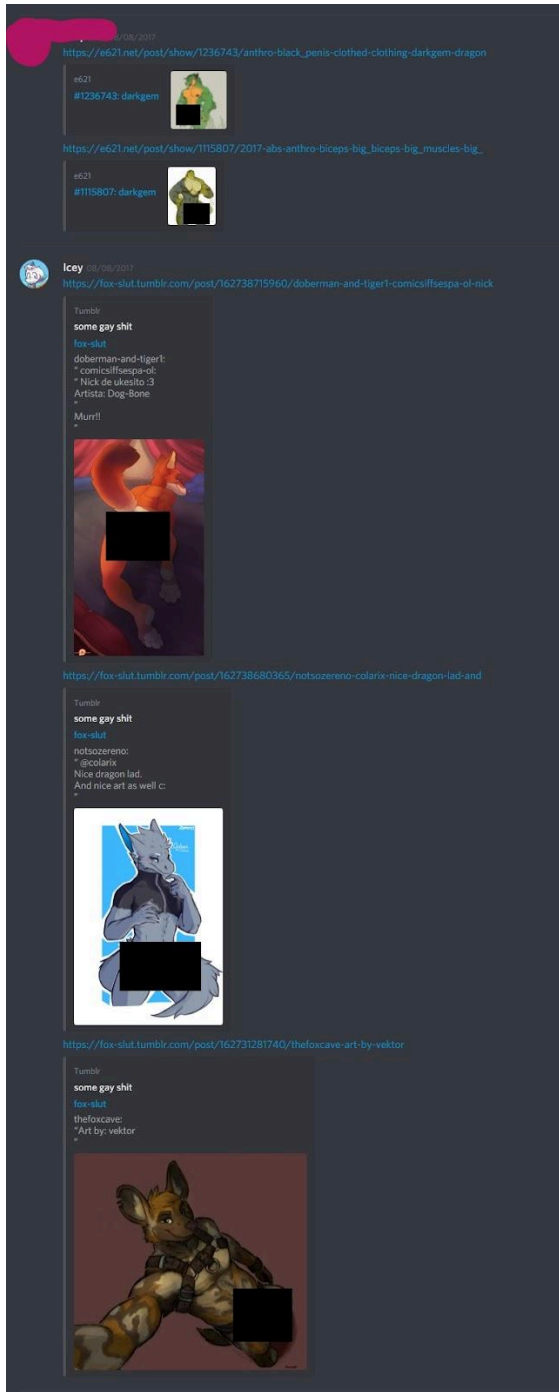 08/08/2017
https://e621.net/post/show/1236743/anthro-black_penis-clothed-clothing-darkgem-dragon
e621
#1236743: darkgem
https://e621.net/post/show/1115807/2017-abs-anthro-biceps-big_biceps-big_muscles-big_
e621
#1115807: darkgem
Icey 08/08/2017
https://fox-slut.tumblr.com/post/162738715960/doberman-and-tiger1-comicsiffsespa-ol-nick
Tumblr
some gay shit
fox-slut
doberman-and-tiger1:
" comicsiffsespa-ol:
" Nick de ukesito :3
Artista: Dog-Bone
"
Murr!!
"
https://fox-slut.tumblr.com/post/162738680365/notsozereno-colarix-nice-dragon-lad-and
Tumblr
some gay shit
fox-slut
notsozereno:
" @colarix
Nice dragon lad.
And nice art as well c:
"
https://fox-slut.tumblr.com/post/162731281740/thefoxcave-art-by-vektor
Tumblr
some gay shit
fox-slut
thefoxcave:
"Art by: vektor
"